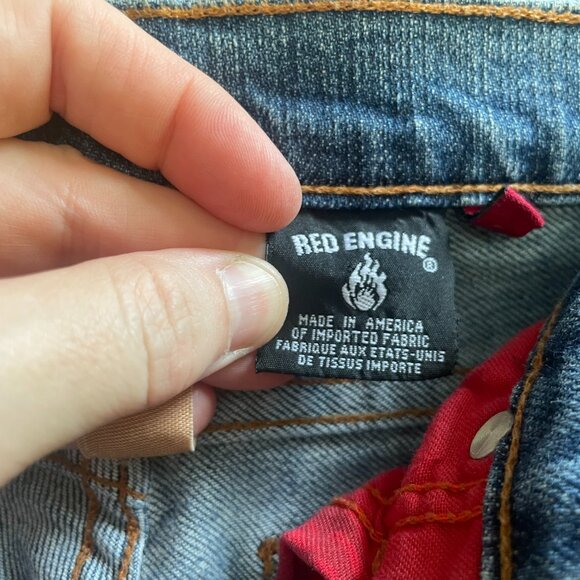 RED ENGINE
®
MADE IN AMERICA
OF IMPORTED FABRIC
FABRIQUE AUX ETATS-UNIS
DE TISSUS IMPORTE